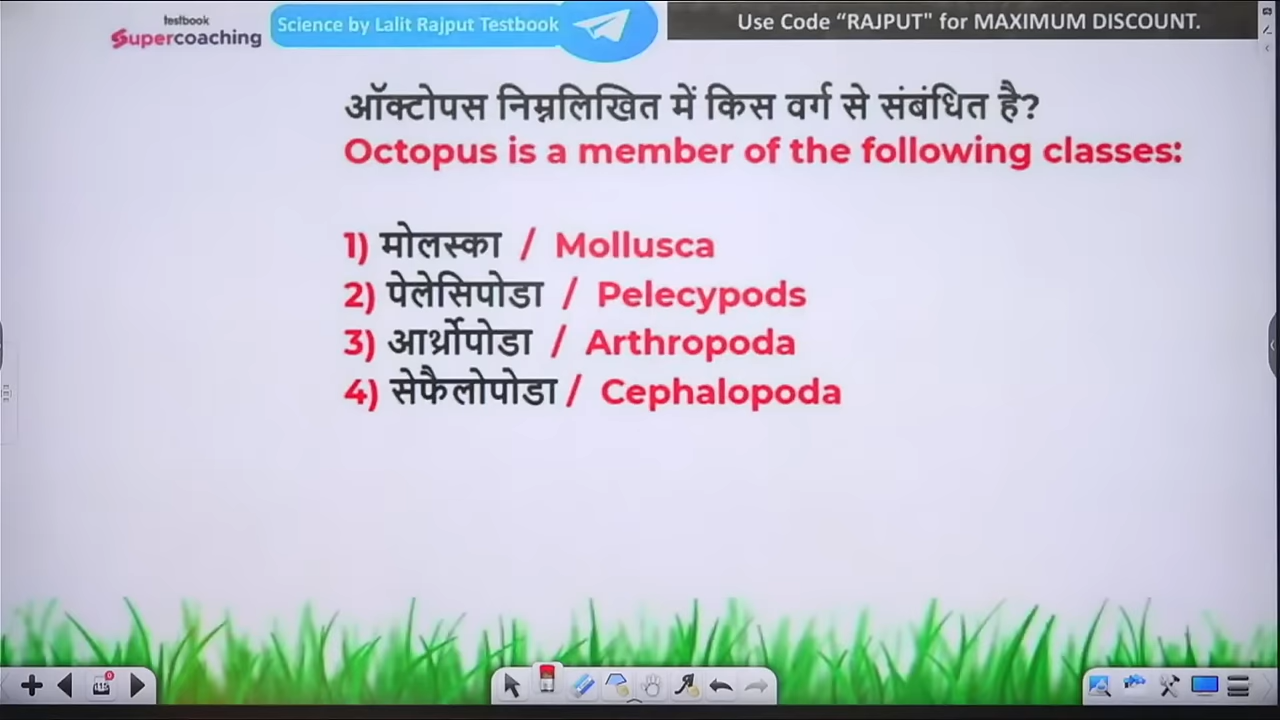 testbook
Supercoaching
Science by Lalit Rajput Testbook
Use Code “RAJPUT" for MAXIMUM DISCOUNT.
ऑक्टोपस निम्नलिखित में किस वर्ग से संबंधित है?
Octopus is a member of the following classes:
1) मोलस्का / Mollusca
2) पेलेसिपोडा / Pelecypods
3) आर्थ्रोपोडा / Arthropoda
4) सेफैलोपोडा / Cephalopoda